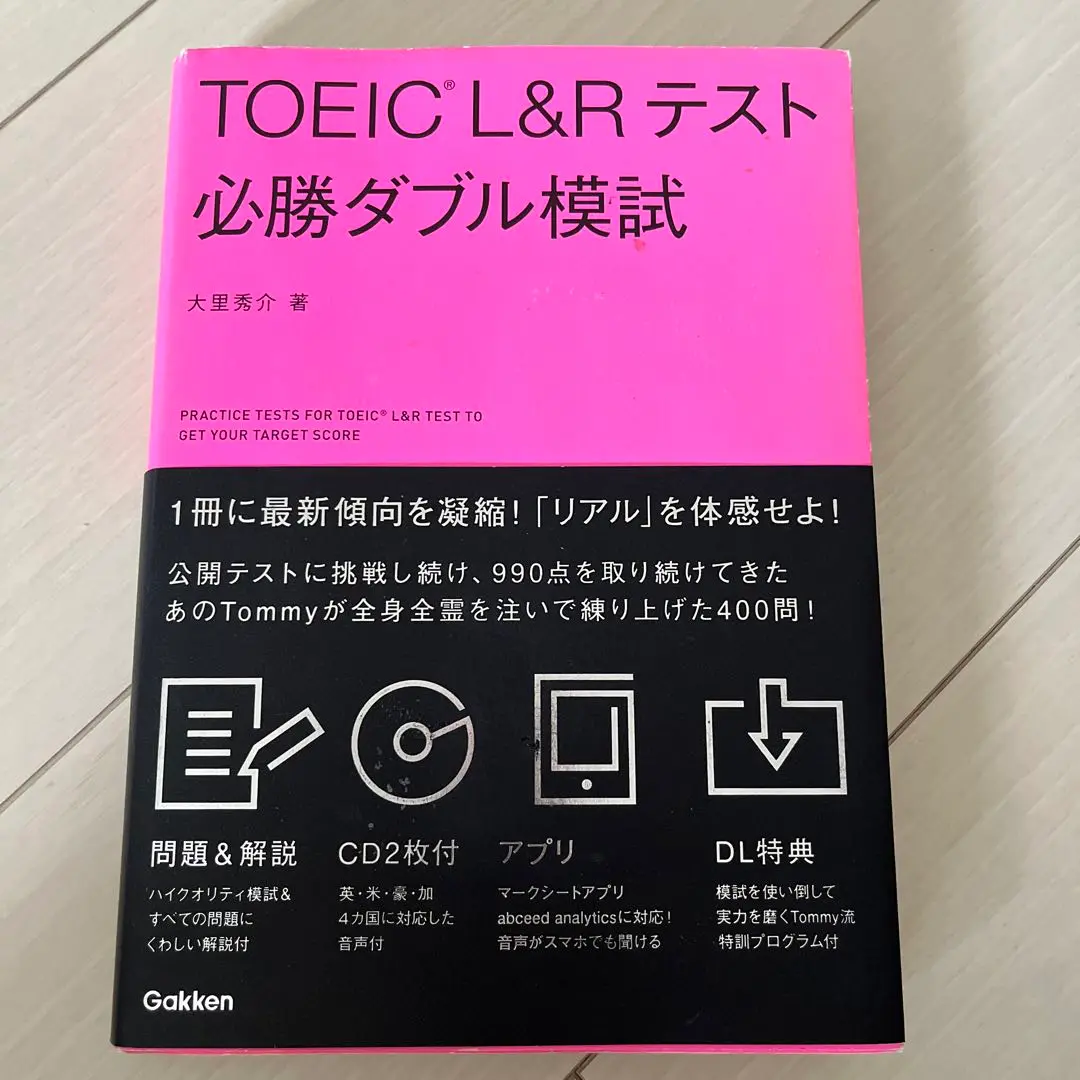 TOEIC® L&R テスト
必勝ダブル模試
大里秀介 著
PRACTICE TESTS FOR TOEIC® L&R TEST TO
GET YOUR TARGET SCORE
1冊に最新傾向を凝縮!「リアル」を体感せよ!
公開テストに挑戦し続け、990点を取り続けてきた
あのTommyが全身全霊を注いで練り上げた400問!
問題&解説
ハイクオリティ模試&
すべての問題に
くわしい解説付
CD2枚付
英・米・豪・加
4カ国に対応した
音声付
アプリ
マークシートアプリ
abceed analyticsに対応!
音声がスマホでも聞ける
DL特典
模試を使い倒して
実力を磨くTommy流
特訓プログラム付
Gakken